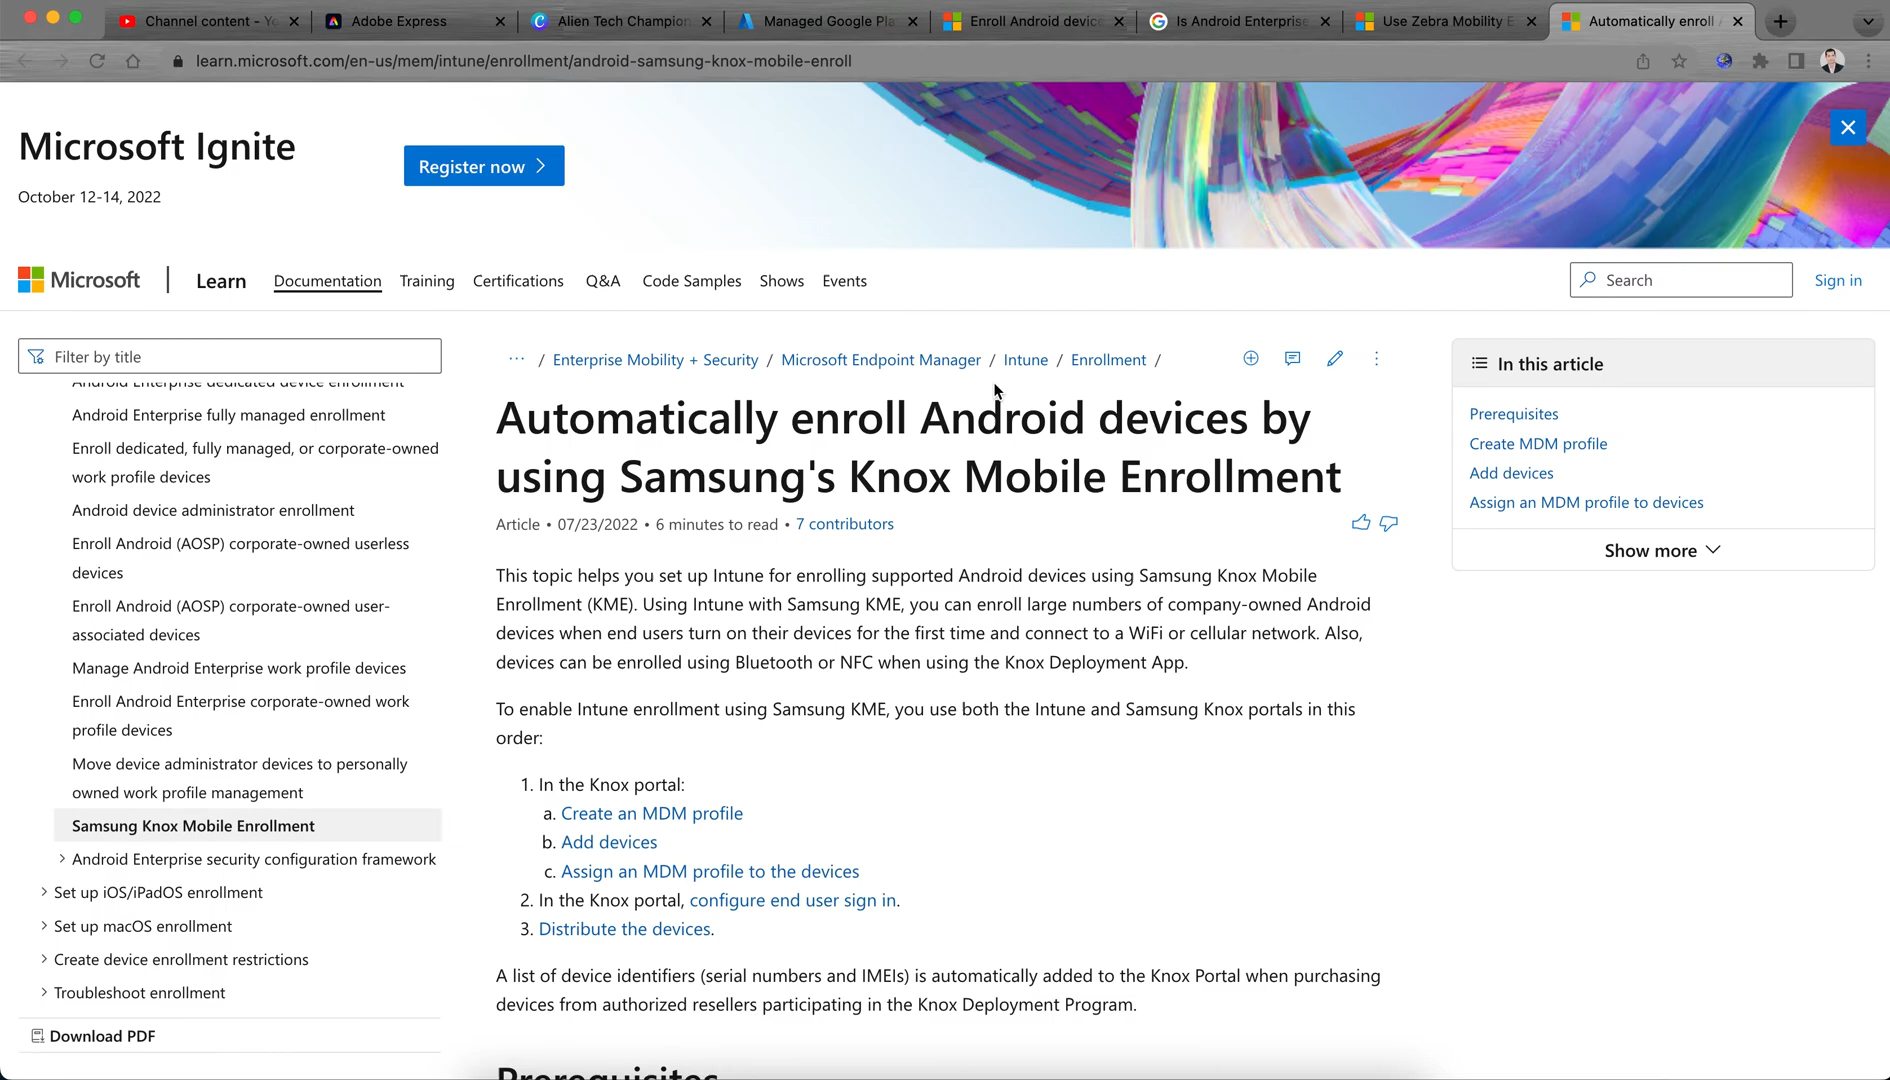 Channel content - Yo
Adobe Express
Alien Tech Champion
Managed Google Pla
Enroll Android device
Is Android Enterprise
Use Zebra Mobility E
Automatically enroll A
learn.microsoft.com/en-us/mem/intune/enrollment/android-samsung-knox-mobile-enroll
Microsoft Ignite
October 12-14, 2022
Register now
Microsoft
Learn
Documentation
Training
Certifications
Q&A
Code Samples
Shows
Events
Search
Sign in
Filter by title
Android Enterprise dedicated device enrollment
Android Enterprise fully managed enrollment
Enroll dedicated, fully managed, or corporate-owned
work profile devices
Android device administrator enrollment
Enroll Android (AOSP) corporate-owned userless
devices
Enroll Android (AOSP) corporate-owned user-
associated devices
Manage Android Enterprise work profile devices
Enroll Android Enterprise corporate-owned work
profile devices
Move device administrator devices to personally
owned work profile management
Samsung Knox Mobile Enrollment
Android Enterprise security configuration framework
Set up iOS/iPadOS enrollment
Set up macOS enrollment
Create device enrollment restrictions
Troubleshoot enrollment
Download PDF
··· / Enterprise Mobility + Security / Microsoft Endpoint Manager / Intune / Enrollment /
Automatically enroll Android devices by
using Samsung's Knox Mobile Enrollment
Article • 07/23/2022 • 6 minutes to read • 7 contributors
This topic helps you set up Intune for enrolling supported Android devices using Samsung Knox Mobile
Enrollment (KME). Using Intune with Samsung KME, you can enroll large numbers of company-owned Android
devices when end users turn on their devices for the first time and connect to a WiFi or cellular network. Also,
devices can be enrolled using Bluetooth or NFC when using the Knox Deployment App.
To enable Intune enrollment using Samsung KME, you use both the Intune and Samsung Knox portals in this
order:
1. In the Knox portal:
a. Create an MDM profile
b. Add devices
c. Assign an MDM profile to the devices
2. In the Knox portal, configure end user sign in.
3. Distribute the devices.
A list of device identifiers (serial numbers and IMEIs) is automatically added to the Knox Portal when purchasing
devices from authorized resellers participating in the Knox Deployment Program.
Prerequisites
In this article
Prerequisites
Create MDM profile
Add devices
Assign an MDM profile to devices
Show more